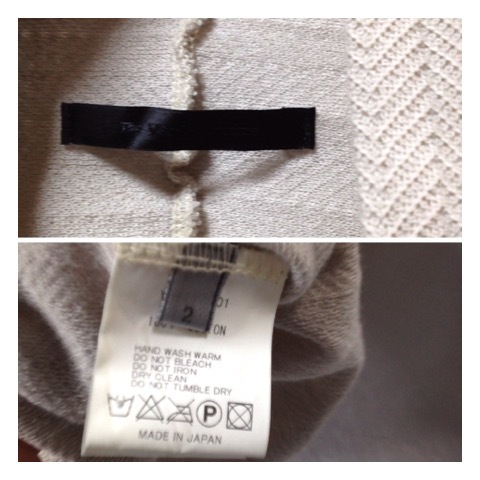 2
01
HAND WASH WARM
DO NOT BLEACH
DO NOT IRON
DRY CLEAN
DO NOT TUMBLE DRY
P
MADE IN JAPAN